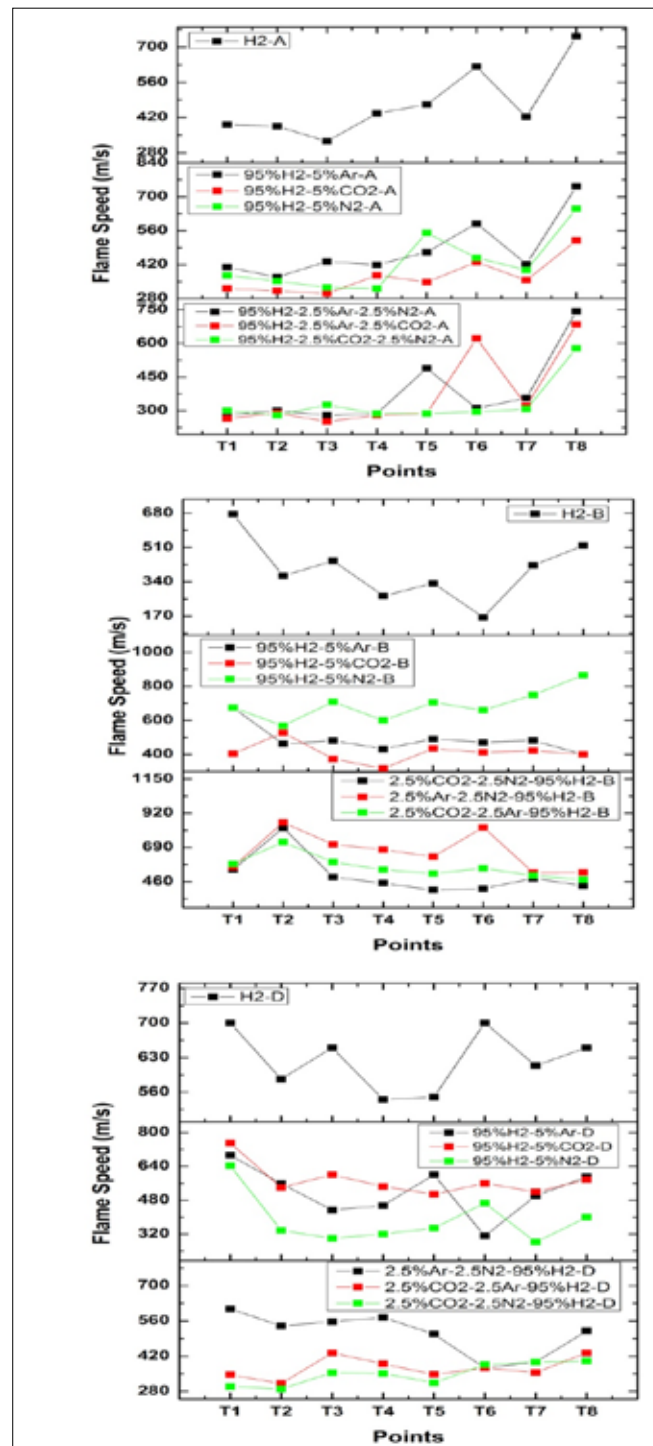 H2-A
700
560
420
280
840
95%H2-5%Ar-A
95%H2-5%CO2-A
95%H2-5%N2-A
700
560
420
280
95%H2-2.5%Ar-2.5%N2-A
95%H2-2.5%Ar-2.5%CO2-A
95%H2-2.5%CO2-2.5%N2-A
750
600
450
300
Flame Speed (m/s)
T1 T2 T3 T4 T5 T6 T7 T8
Points
H2-B
680
510
340
170
95%H2-5%Ar-B
95%H2-5%CO2-B
95%H2-5%N2-B
1000
800
600
400
2.5%CO2-2.5N2-95%H2-B
2.5%Ar-2.5N2-95%H2-B
2.5%CO2-2.5Ar-95%H2-B
1150
920
690
460
Flame Speed (m/s)
T1 T2 T3 T4 T5 T6 T7 T8
Points
H2-D
770
700
630
560
95%H2-5%Ar-D
95%H2-5%CO2-D
95%H2-5%N2-D
800
640
480
320
2.5%Ar-2.5N2-95%H2-D
2.5%CO2-2.5Ar-95%H2-D
2.5%CO2-2.5N2-95%H2-D
700
560
420
280
Flame Speed (m/s)
T1 T2 T3 T4 T5 T6 T7 T8
Points